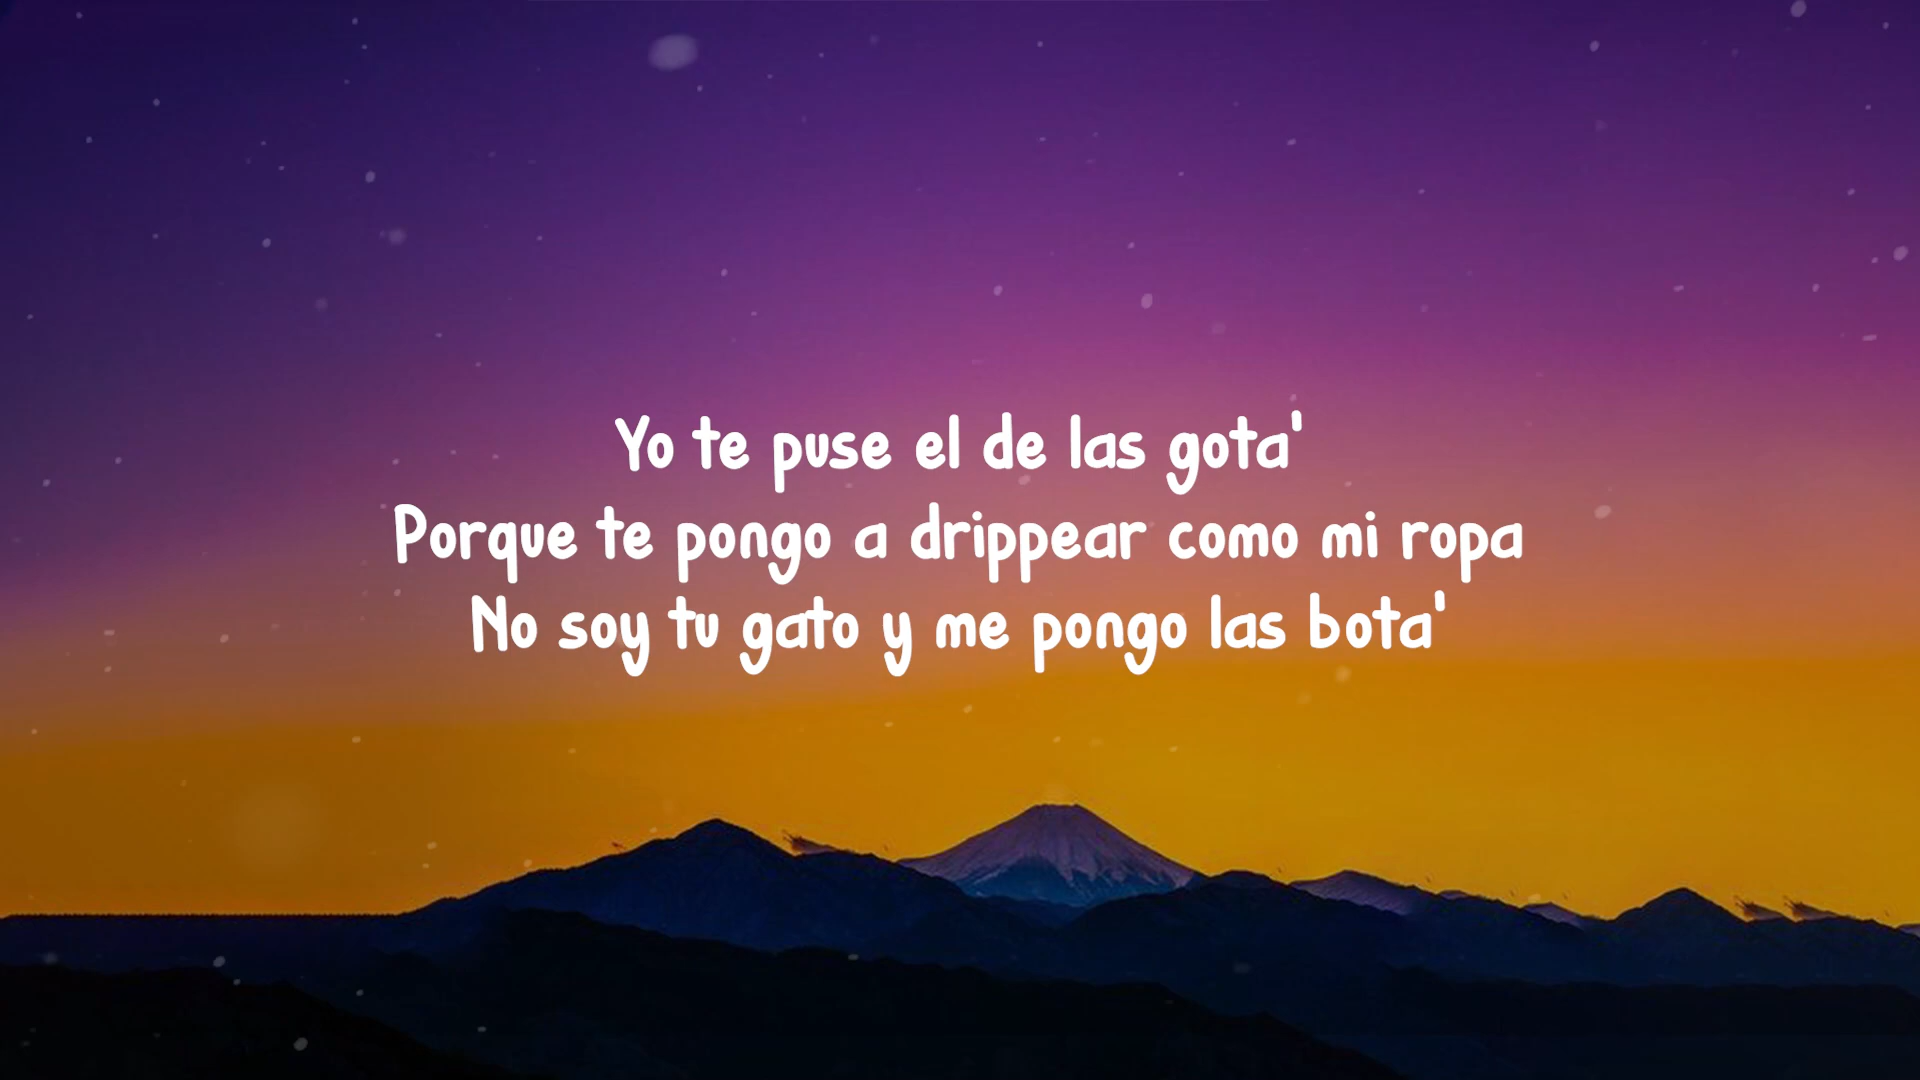 Yo te puse el de las gota'
Porque te pongo a drippear como mi ropa
No soy tu gato y me pongo las bota'